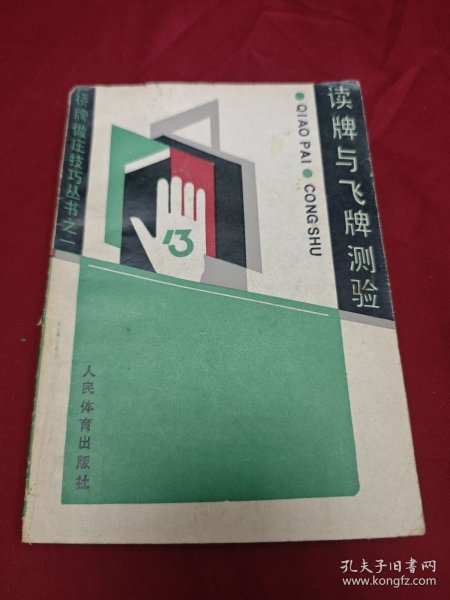 桥牌做庄技巧丛书之一
读牌与飞牌测验
●QIAO PAI●CONG SHU
13
人民体育出版社
孔夫子旧书网
www.kongfz.com